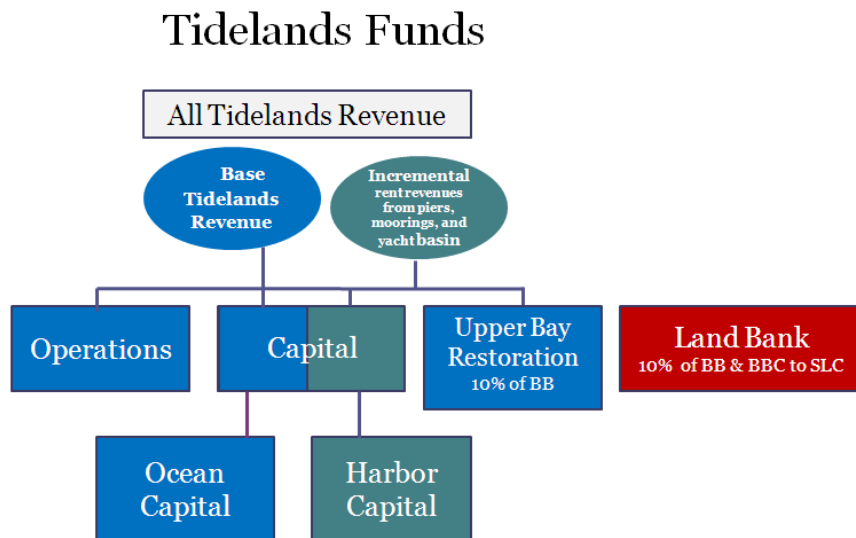 Tidelands Funds
All Tidelands Revenue
Base
Tidelands
Revenue
Incremental
rent revenues
from piers,
moorings, and
yacht basin
Operations
Capital
Upper Bay
Restoration
10% of BB
Land Bank
10% of BB & BBC to SLC
Ocean
Capital
Harbor
Capital